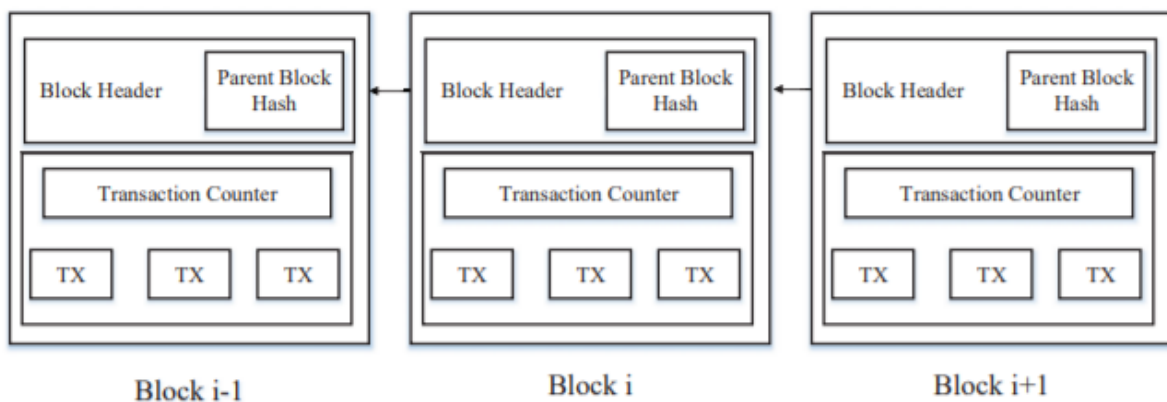 Block Header
Parent Block
Hash
Transaction Counter
TX TX TX
Block i-1
Block Header
Parent Block
Hash
Transaction Counter
TX TX TX
Block i
Block Header
Parent Block
Hash
Transaction Counter
TX TX TX
Block i+1